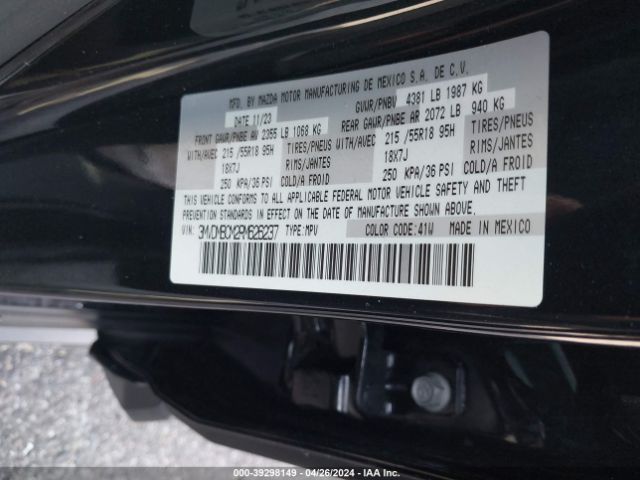 MFD. BY MAZDA MOTOR MANUFACTURING DE MEXICO S.A. DE C.V.
DATE 11/23 GVWR/PNBV 4381 LB 1987 KG
FRONT GAWR/PNBE AV 2355 LB 1068 KG REAR GAWR/PNBE AR 2072 LB 940 KG
WITH/AVEC 215 /55R18 95H TIRES/PNEUS WITH/AVEC 215 /55R18 95H TIRES/PNEUS
18X7J RIMS/JANTES 18X7J RIMS/JANTES
250 KPA/36 PSI COLD/A FROID 250 KPA/36 PSI COLD/A FROID
THIS VEHICLE CONFORMS TO ALL APPLICABLE FEDERAL MOTOR VEHICLE SAFETY AND THEFT
PREVENTION STANDARDS IN EFFECT ON THE DATE OF MANUFACTURE SHOWN ABOVE.
VIN: 3MVDMBCM2RM626237 TYPE:MPV COLOR CODE:41W MADE IN MEXICO
000-39298149 - 04/26/2024 - IAA Inc.